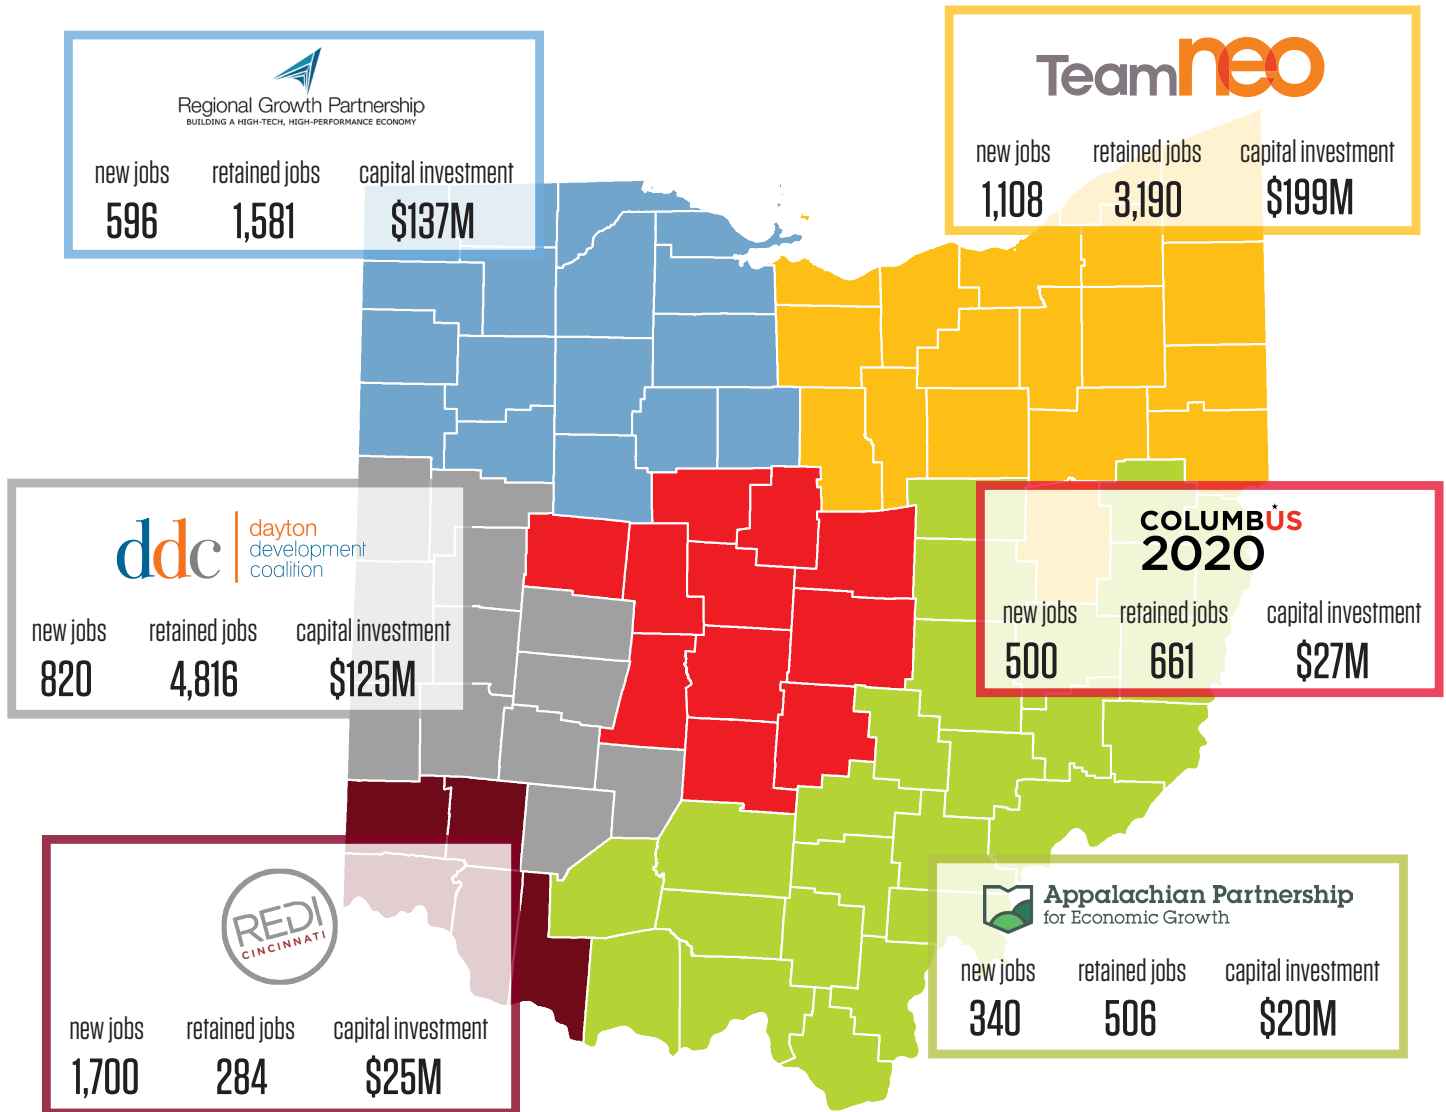 Regional Growth Partnership
BUILDING A HIGH-TECH, HIGH-PERFORMANCE ECONOMY
new jobs retained jobs capital investment
596 1,581 $137M
Teamneo
new jobs retained jobs capital investment
1,108 3,190 $199M
ddc dayton
development
coalition
new jobs retained jobs capital investment
820 4,816 $125M
COLUMBUS
2020
new jobs retained jobs capital investment
500 661 $27M
REDI
CINCINNATI
new jobs retained jobs capital investment
1,700 284 $25M
Appalachian Partnership
for Economic Growth
new jobs retained jobs capital investment
340 506 $20M